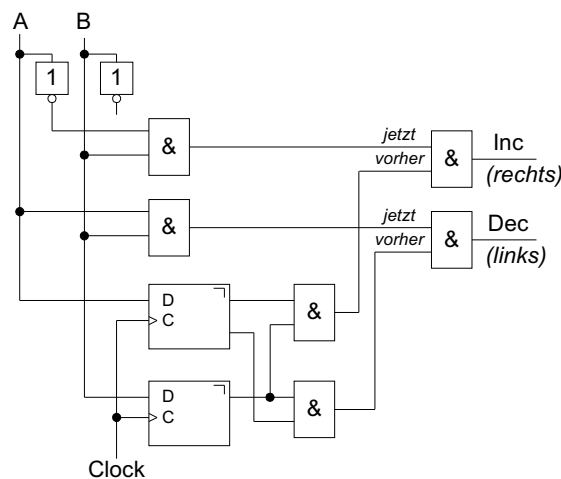 A B
1 1
& jetzt & Inc
vorher (rechts)
& jetzt & Dec
vorher (links)
D
C
&
D
C
&
Clock